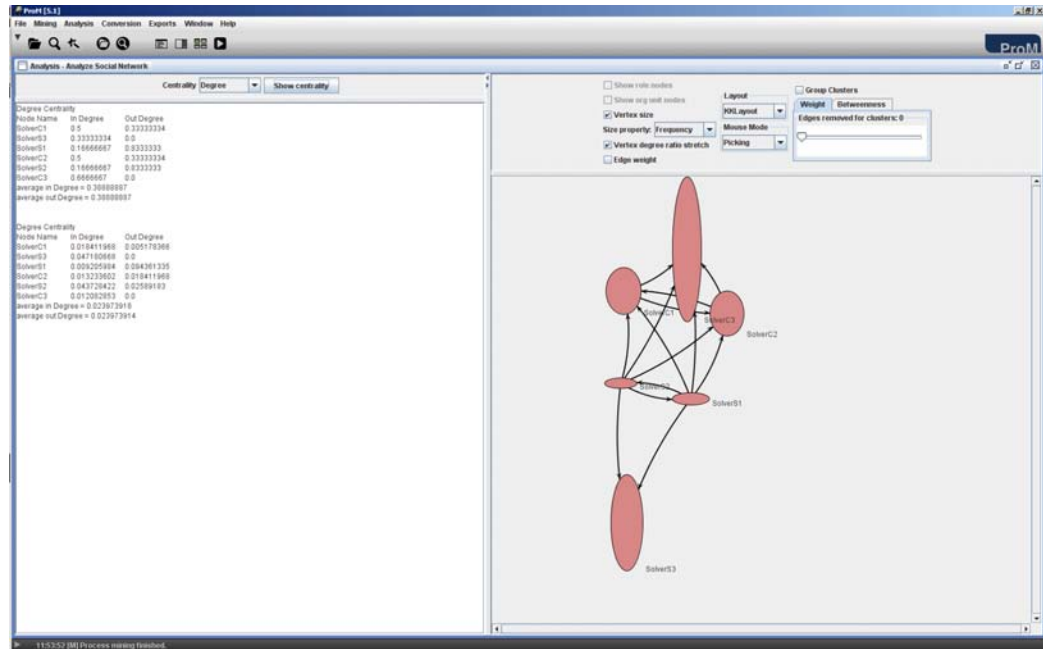 ProM [5.1]
File Mining Analysis Conversion Exports Window Help
ProM
Analysis - Analyze Social Network
Centrality Degree Show centrality
Degree Centrality
Node Name In Degree Out Degree
SolverC1 0.5 0.33333334
SolverS3 0.33333334 0.0
SolverS1 0.16666667 0.8333333
SolverC2 0.5 0.33333334
SolverS2 0.16666667 0.8333333
SolverC3 0.6666667 0.0
average in Degree = 0.38888887
average out Degree = 0.38888887
Degree Centrality
Node Name In Degree Out Degree
SolverC1 0.018411968 0.005178366
SolverS3 0.047180668 0.0
SolverS1 0.009205984 0.094361335
SolverC2 0.013233602 0.018411968
SolverS2 0.043728422 0.02589183
SolverC3 0.012082853 0.0
average in Degree = 0.023973916
average out Degree = 0.023973914
Show role nodes
Show org unit nodes
Vertex size
Size property: Frequency
Vertex degree ratio stretch
Edge weight
Layout
KKLayout
Mouse Mode
Picking
Group Clusters
Weight Betweenness
Edges removed for clusters: 0
SolverC1
SolverC3
SolverC2
SolverS2
SolverS1
SolverS3
11:53:52 [M] Process mining finished.